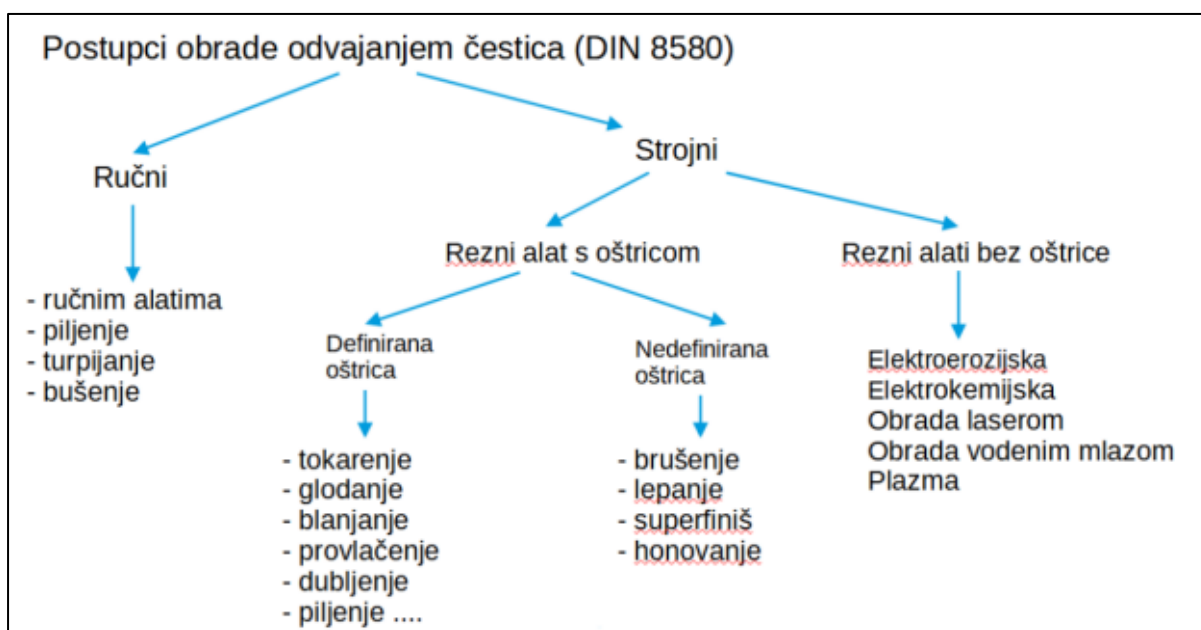 Postupci obrade odvajanjem čestica (DIN 8580)
Ručni
- ručnim alatima
- piljenje
- turpijanje
- bušenje
Strojni
Rezni alat s oštricom
Definirana
oštrica
- tokarenje
- glodanje
- blanjanje
- provlačenje
- dubljenje
- piljenje ....
Nedefinirana
oštrica
- brušenje
- lepanje
- superfiniš
- honovanje
Rezni alati bez oštrice
Elektroerozijska
Elektrokemijska
Obrada laserom
Obrada vodenim mlazom
Plazma